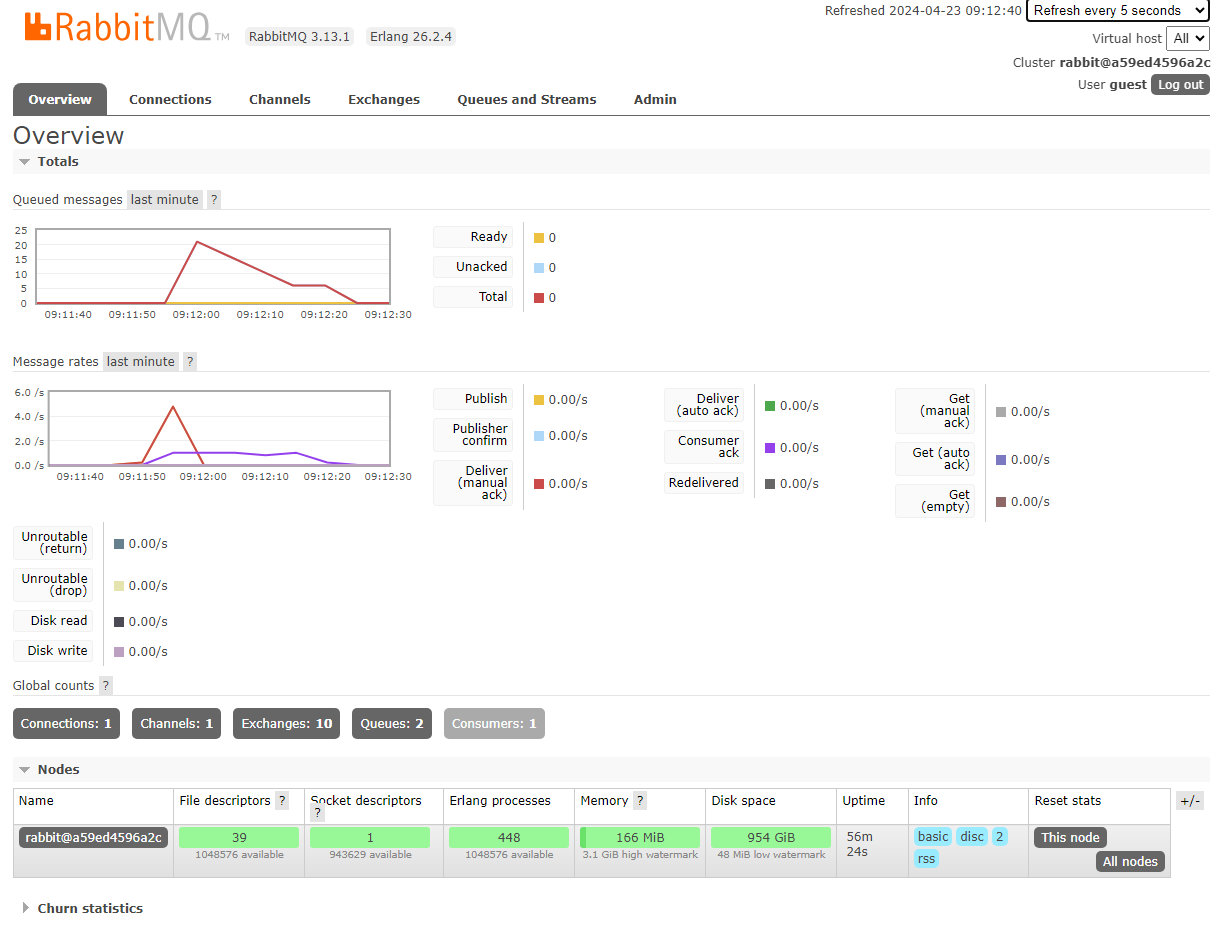 Refreshed 2024-04-23 09:12:40 Refresh every 5 seconds
RabbitMQ TM RabbitMQ 3.13.1 Erlang 26.2.4
Virtual host All
Cluster rabbit@a59ed4596a2c
User guest Log out
Overview Connections Channels Exchanges Queues and Streams Admin
Overview
Totals
Queued messages last minute ?
25
20
15
10
5
0
09:11:40 09:11:50 09:12:00 09:12:10 09:12:20 09:12:30
Ready 0
Unacked 0
Total 0
Message rates last minute ?
6.0 /s
4.0 /s
2.0 /s
0.0 /s
09:11:40 09:11:50 09:12:00 09:12:10 09:12:20 09:12:30
Publish 0.00/s
Publisher
confirm 0.00/s
Deliver
(manual
ack) 0.00/s
Deliver
(auto ack) 0.00/s
Consumer
ack 0.00/s
Redelivered 0.00/s
Get
(manual
ack) 0.00/s
Get (auto
ack) 0.00/s
Get
(empty) 0.00/s
Unroutable
(return) 0.00/s
Unroutable
(drop) 0.00/s
Disk read 0.00/s
Disk write 0.00/s
Global counts ?
Connections: 1 Channels: 1 Exchanges: 10 Queues: 2 Consumers: 1
Nodes
Name File descriptors ? Socket descriptors ? Erlang processes Memory ? Disk space Uptime Info Reset stats +/-
rabbit@a59ed4596a2c 39 1 448 166 MiB 954 GiB 56m 24s basic disc 2 rss This node
1048576 available 943629 available 1048576 available 3.1 GiB high watermark 48 MiB low watermark All nodes
Churn statistics